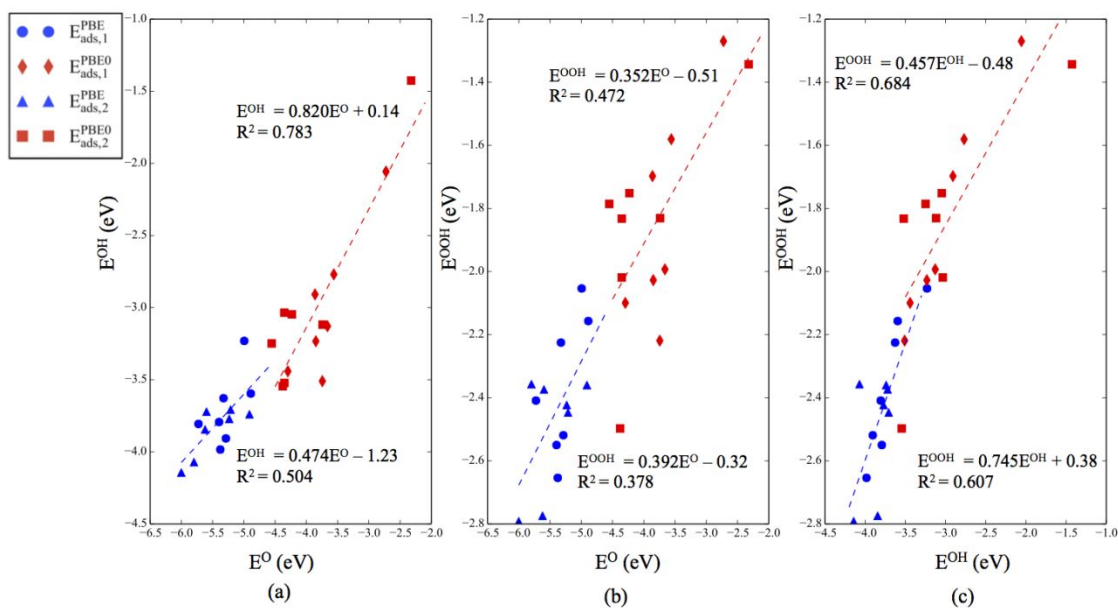 E^PBE_ads,1
E^PBE0_ads,1
E^PBE_ads,2
E^PBE0_ads,2
−1.0
−1.5
−2.0
−2.5
−3.0
−3.5
−4.0
−4.5
E^OH (eV)
E^OH = 0.820E^O + 0.14
R² = 0.783
E^OH = 0.474E^O − 1.23
R² = 0.504
−6.5 −6.0 −5.5 −5.0 −4.5 −4.0 −3.5 −3.0 −2.5 −2.0
E^O (eV)
(a)
−1.2
−1.4
−1.6
−1.8
−2.0
−2.2
−2.4
−2.6
−2.8
E^OOH (eV)
E^OOH = 0.352E^O − 0.51
R² = 0.472
E^OOH = 0.392E^O − 0.32
R² = 0.378
−6.0 −5.5 −5.0 −4.5 −4.0 −3.5 −3.0 −2.5 −2.0
E^O (eV)
(b)
−1.2
−1.4
−1.6
−1.8
−2.0
−2.2
−2.4
−2.6
−2.8
E^OOH (eV)
E^OOH = 0.457E^OH − 0.48
R² = 0.684
E^OOH = 0.745E^OH + 0.38
R² = 0.607
−4.5 −4.0 −3.5 −3.0 −2.5 −2.0 −1.5 −1.0
E^OH (eV)
(c)